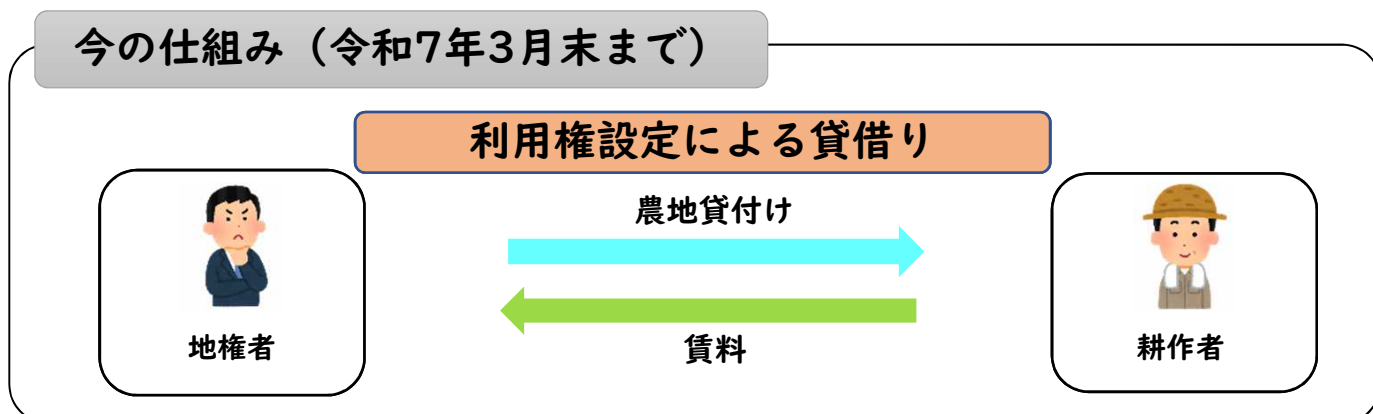 今の仕組み（令和7年3月末まで）
利用権設定による貸借り
農地貸付け
賃料
地権者
耕作者